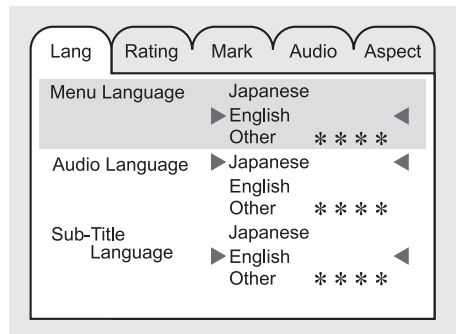 Lang Rating Mark Audio Aspect
Menu Language Japanese
▶English ◀
Other ＊＊＊＊
Audio Language ▶Japanese ◀
English
Other ＊＊＊＊
Sub-Title Japanese
Language ▶English ◀
Other ＊＊＊＊